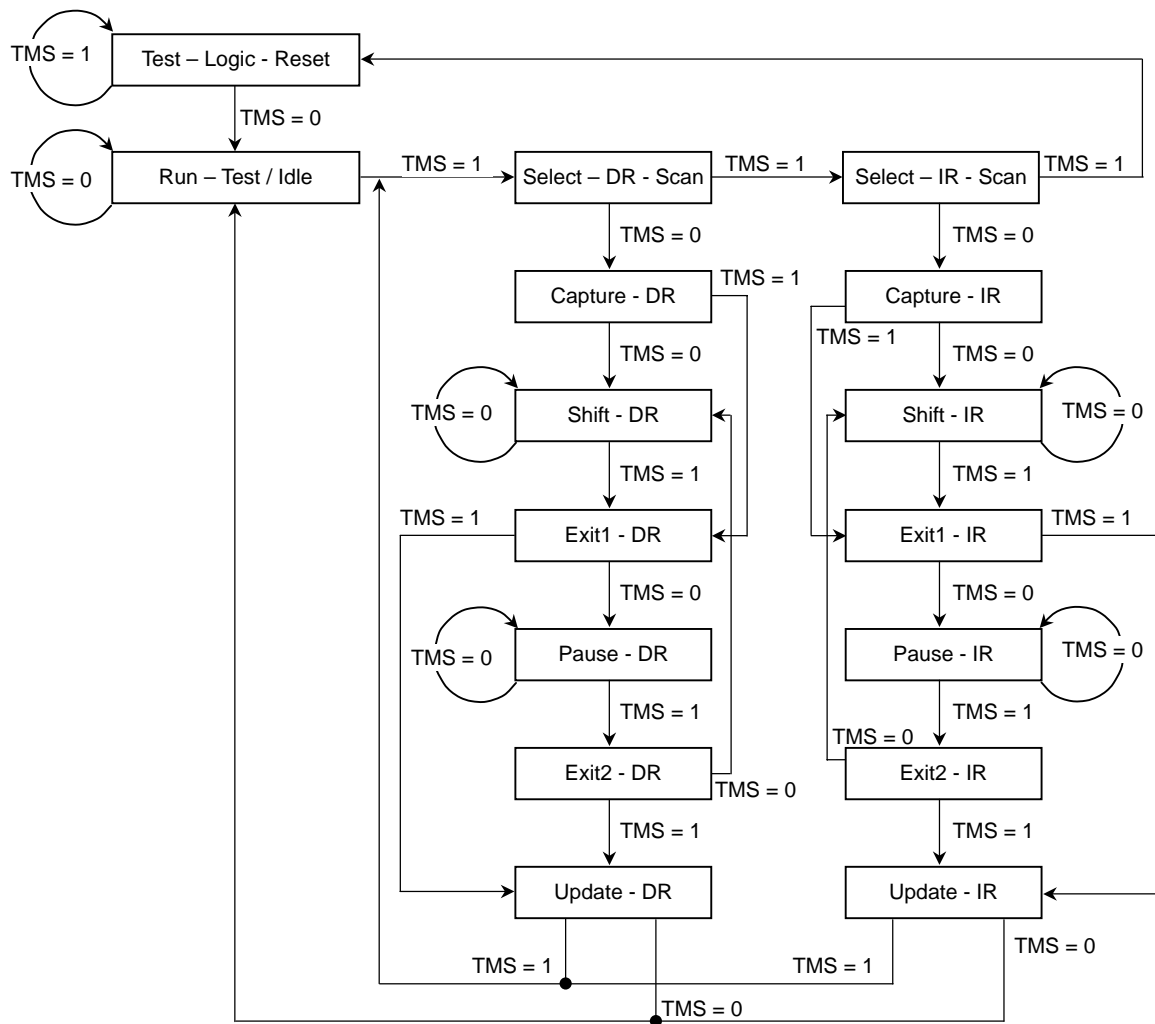 TMS = 1
Test – Logic - Reset
TMS = 0
TMS = 0
Run – Test / Idle
TMS = 1
Select – DR - Scan
TMS = 1
Select – IR - Scan
TMS = 1
TMS = 0
TMS = 0
Capture - DR
TMS = 1
Capture - IR
TMS = 1
TMS = 0
TMS = 0
TMS = 0
Shift - DR
Shift - IR
TMS = 0
TMS = 1
TMS = 1
TMS = 1
Exit1 - DR
Exit1 - IR
TMS = 1
TMS = 0
TMS = 0
TMS = 0
Pause - DR
Pause - IR
TMS = 0
TMS = 1
TMS = 1
TMS = 0
Exit2 - DR
TMS = 0
Exit2 - IR
TMS = 1
TMS = 1
Update - DR
Update - IR
TMS = 0
TMS = 1
TMS = 1
TMS = 0